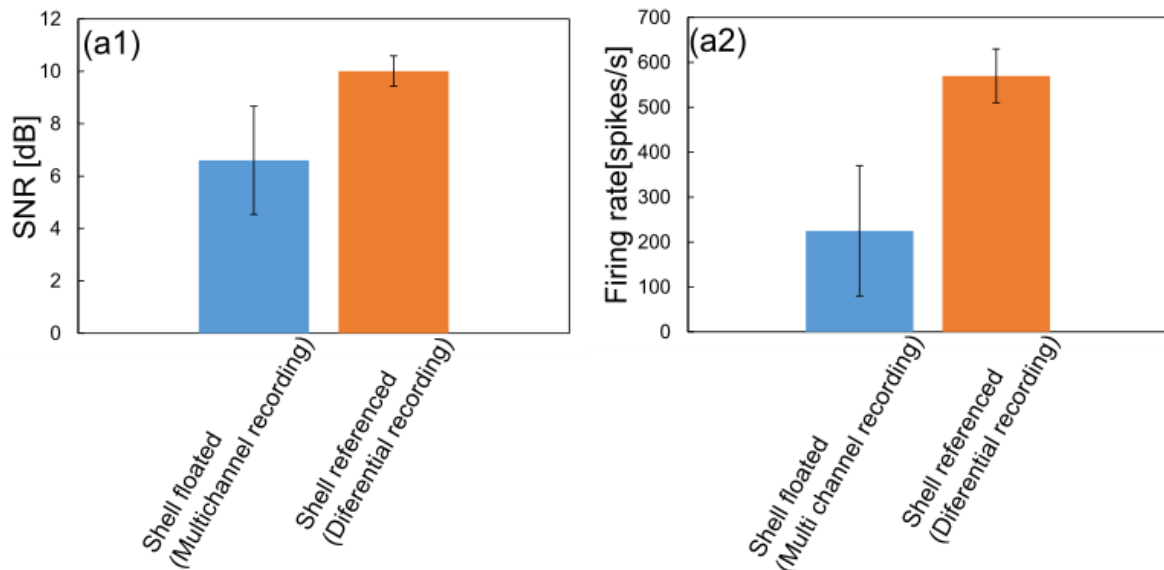 (a1)
SNR [dB]
12
10
8
6
4
2
0
Shell floated
(Multichannel recording)
Shell referenced
(Diferential recording)
(a2)
Firing rate[spikes/s]
700
600
500
400
300
200
100
0
Shell floated
(Multi channel recording)
Shell referenced
(Diferential recording)